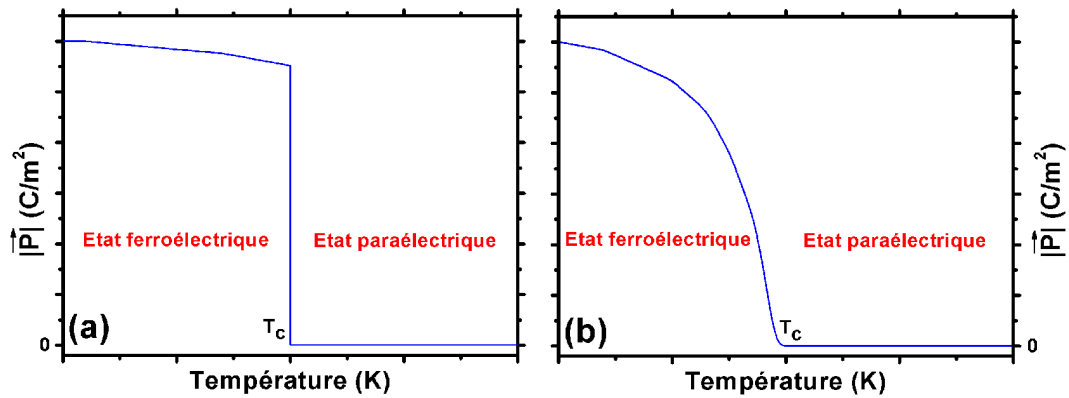 |P| (C/m²)
Etat ferroélectrique
Etat paraélectrique
(a)
T_C
0
Température (K)
Etat ferroélectrique
Etat paraélectrique
(b)
T_C
0
Température (K)
|P| (C/m²)